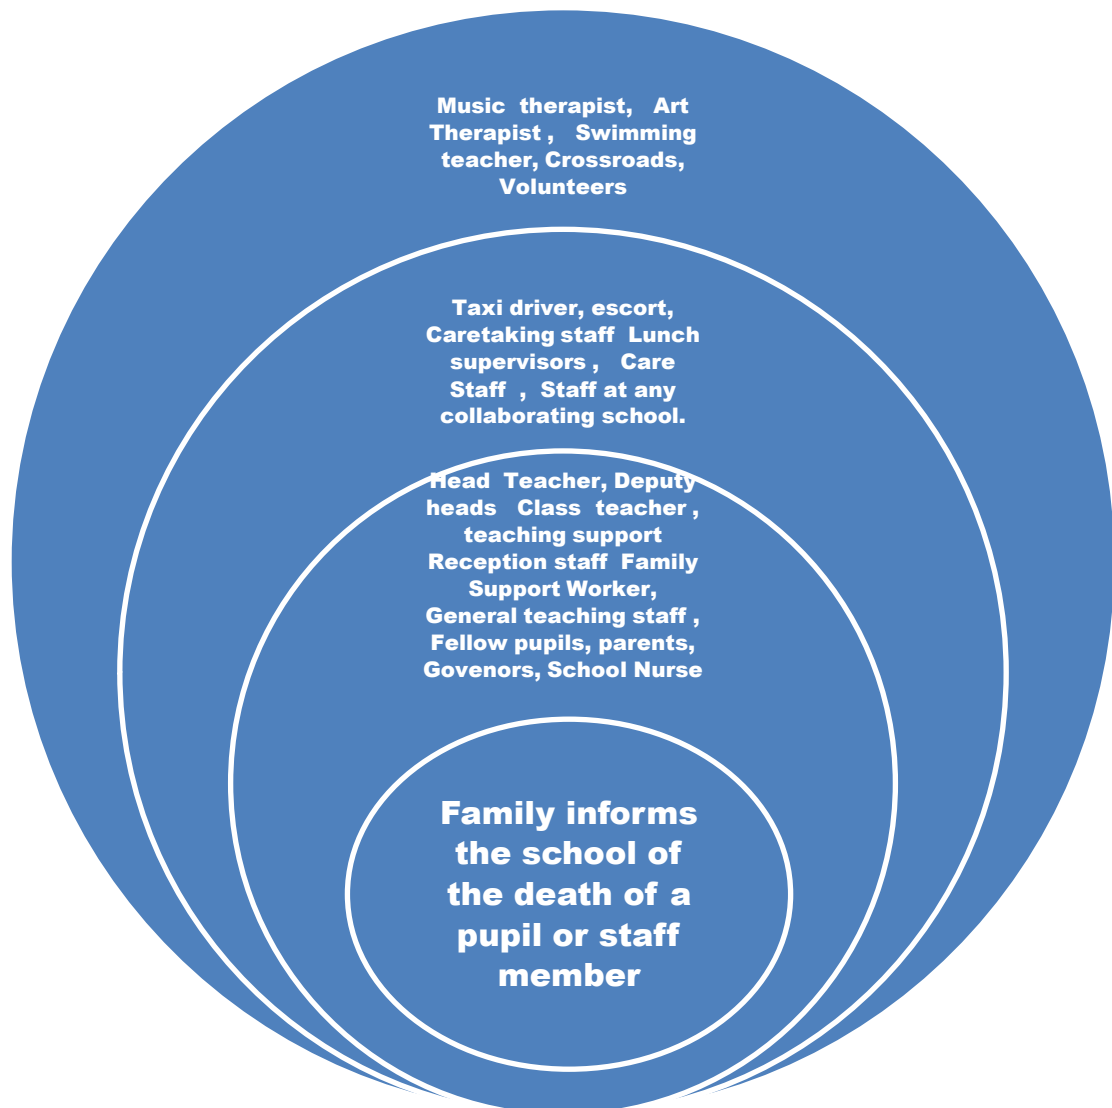 Music therapist, Art
Therapist , Swimming
teacher, Crossroads,
Volunteers
Taxi driver, escort,
Caretaking staff Lunch
supervisors , Care
Staff , Staff at any
collaborating school.
Head Teacher, Deputy
heads Class teacher ,
teaching support
Reception staff Family
Support Worker,
General teaching staff ,
Fellow pupils, parents,
Govenors, School Nurse
Family informs
the school of
the death of a
pupil or staff
member